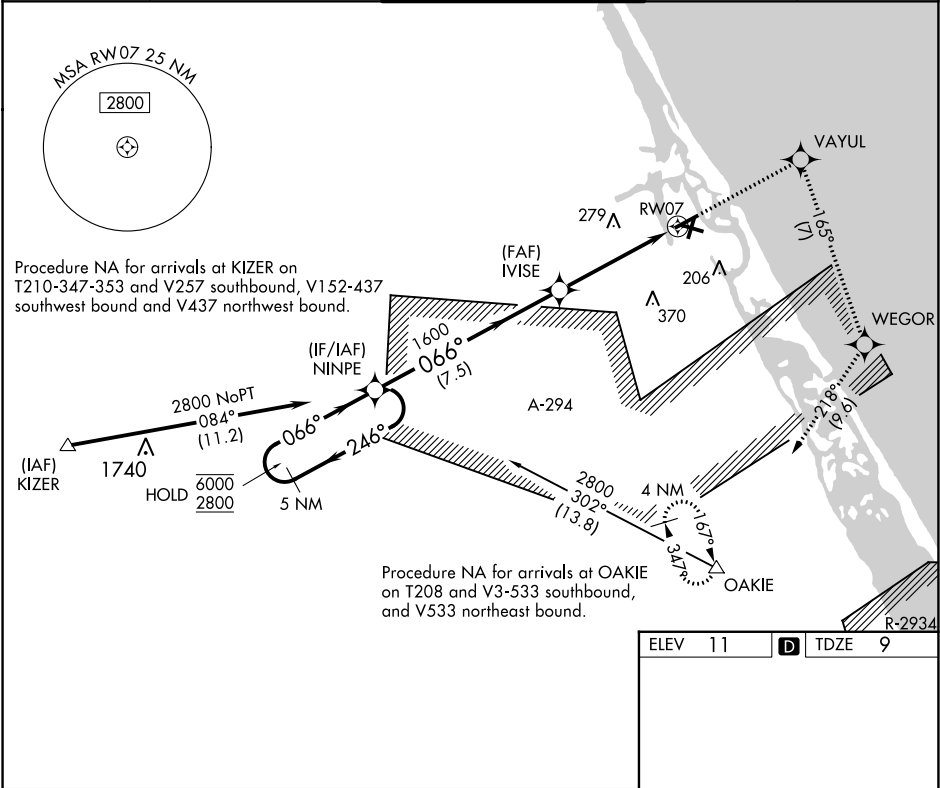 MSA RW07 25 NM
2800
Procedure NA for arrivals at KIZER on
T210-347-353 and V257 southbound, V152-437
southwest bound and V437 northwest bound.
VAYUL
165°
(7)
279
RW07
(FAF)
IVISE
206
370
WEGOR
(IF/IAF)
NINPE
1600
066°
(7.5)
2800 NoPT
084°
(11.2)
A-294
218°
(9.6)
066°
246°
(IAF)
KIZER
1740
HOLD
6000
2800
5 NM
2800
302°
(13.8)
4 NM
167°
347°
OAKIE
Procedure NA for arrivals at OAKIE
on T208 and V3-533 southbound,
and V533 northeast bound.
R-2934
ELEV 11 D TDZE 9